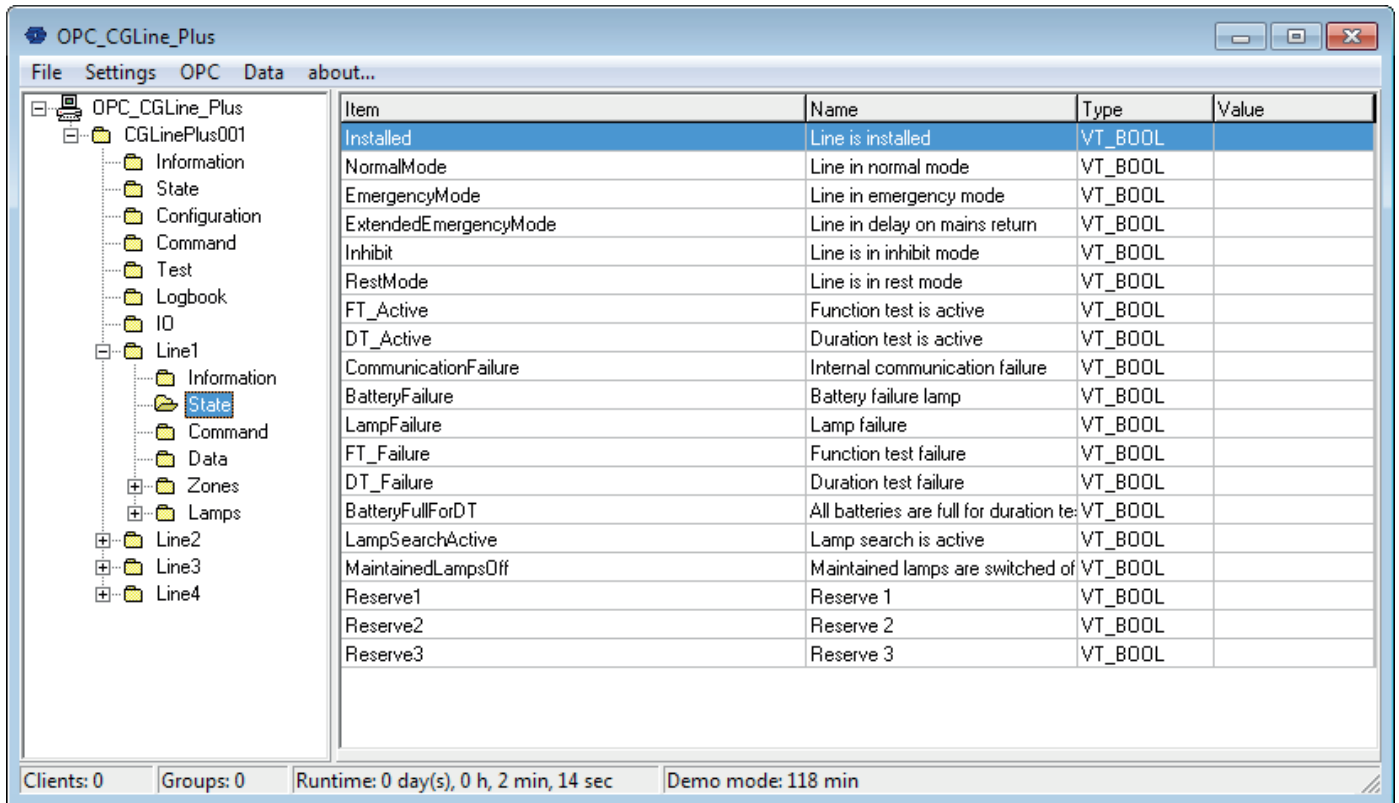 OPC_CGLine_Plus
File Settings OPC Data about...
OPC_CGLine_Plus
CGLinePlus001
Information
State
Configuration
Command
Test
Logbook
IO
Line1
Information
State
Command
Data
Zones
Lamps
Line2
Line3
Line4
Item Name Type Value
Installed Line is installed VT_BOOL
NormalMode Line in normal mode VT_BOOL
EmergencyMode Line in emergency mode VT_BOOL
ExtendedEmergencyMode Line in delay on mains return VT_BOOL
Inhibit Line is in inhibit mode VT_BOOL
RestMode Line is in rest mode VT_BOOL
FT_Active Function test is active VT_BOOL
DT_Active Duration test is active VT_BOOL
CommunicationFailure Internal communication failure VT_BOOL
BatteryFailure Battery failure lamp VT_BOOL
LampFailure Lamp failure VT_BOOL
FT_Failure Function test failure VT_BOOL
DT_Failure Duration test failure VT_BOOL
BatteryFullForDT All batteries are full for duration te VT_BOOL
LampSearchActive Lamp search is active VT_BOOL
MaintainedLampsOff Maintained lamps are switched of VT_BOOL
Reserve1 Reserve 1 VT_BOOL
Reserve2 Reserve 2 VT_BOOL
Reserve3 Reserve 3 VT_BOOL
Clients: 0 Groups: 0 Runtime: 0 day(s), 0 h, 2 min, 14 sec Demo mode: 118 min